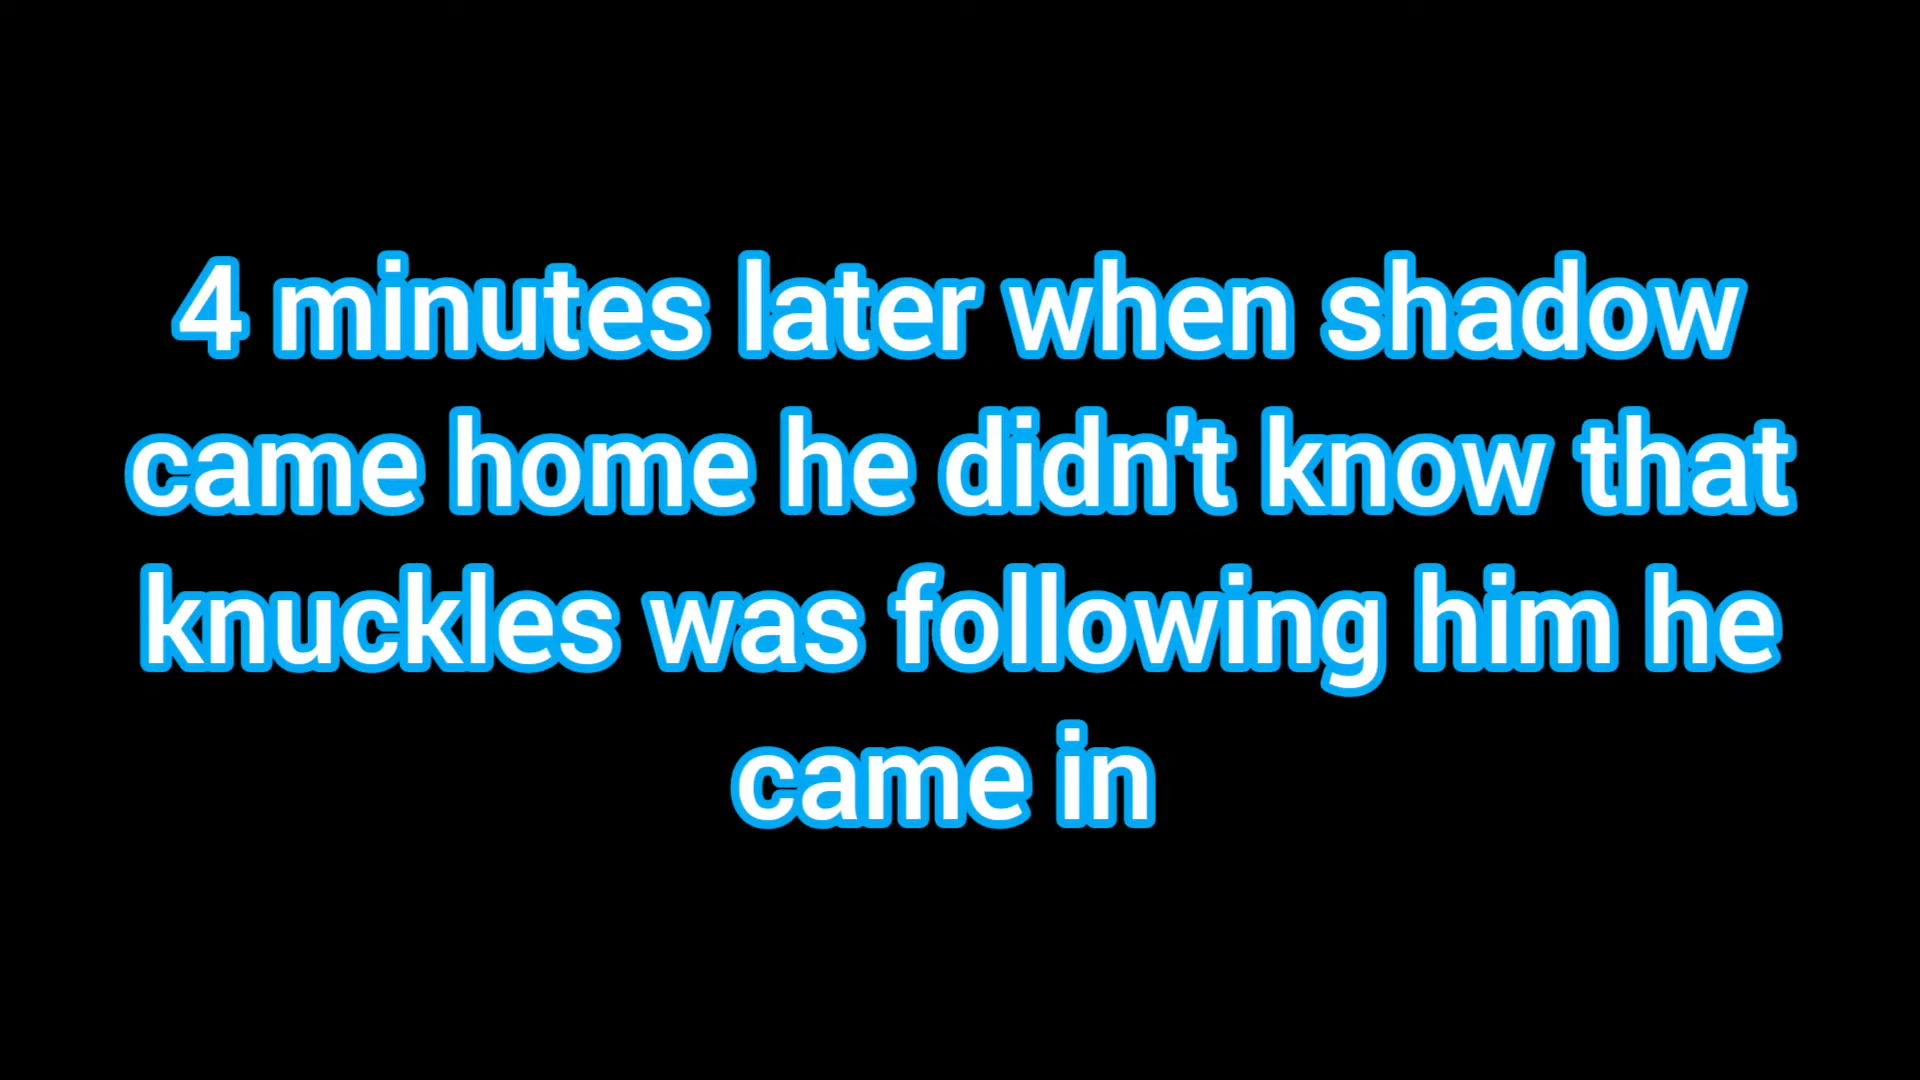 4 minutes later when shadow
came home he didn't know that
knuckles was following him he
came in